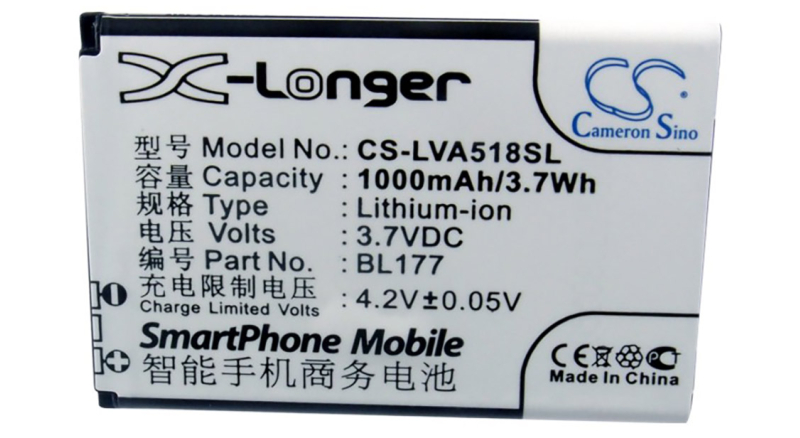 X-Longer
CS
Cameron Sino
型号 Model No.: CS-LVA518SL
容量 Capacity : 1000mAh/3.7Wh
规格 Type : Lithium-ion
电压 Volts : 3.7VDC
编号 Part No. : BL177
充电限制电压
Charge Limited Volts : 4.2V±0.05V
SmartPhone Mobile
智能手机商务电池
CE PCT
Made In China